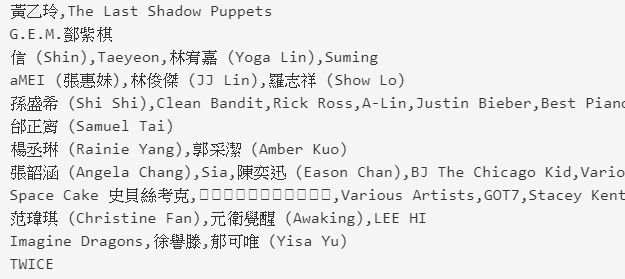 黃乙玲,The Last Shadow Puppets
G.E.M.鄧紫棋
信 (Shin),Taeyeon,林宥嘉 (Yoga Lin),Suming
aMEI (張惠妹),林俊傑 (JJ Lin),羅志祥 (Show Lo)
孫盛希 (Shi Shi),Clean Bandit,Rick Ross,A-Lin,Justin Bieber,Best Piano
邰正宵 (Samuel Tai)
楊丞琳 (Rainie Yang),郭采潔 (Amber Kuo)
張韶涵 (Angela Chang),Sia,陳奕迅 (Eason Chan),BJ The Chicago Kid,Vario
Space Cake 史貝絲考克,,Various Artists,GOT7,Stacey Kent
范瑋琪 (Christine Fan),元衛覺醒 (Awaking),LEE HI
Imagine Dragons,徐譽滕,郁可唯 (Yisa Yu)
TWICE